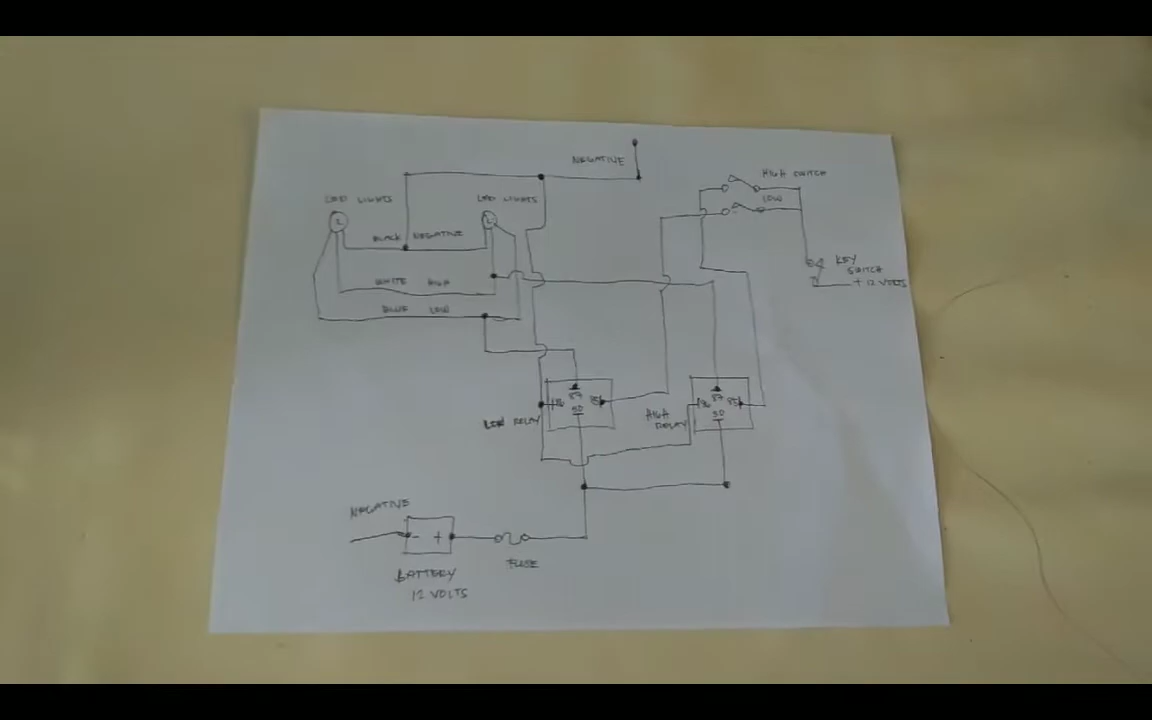 NEGATIVE
HIGH SWITCH
LOW
LED LIGHTS
LED LIGHTS
BLACK NEGATIVE
KEY
SWITCH
+ 12 VOLTS
WHITE HIGH
BLUE LOW
86 87 85
30
LOW RELAY
86 87 85
30
HIGH
RELAY
NEGATIVE
- +
FUSE
BATTERY
12 VOLTS